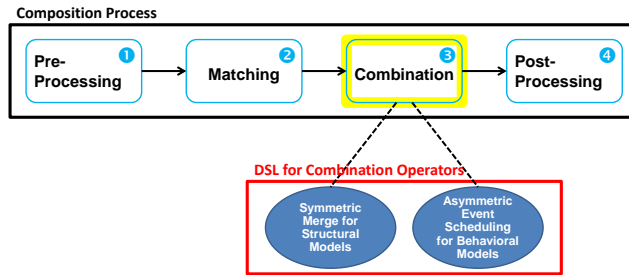 Composition Process
1
Pre-
Processing
2
Matching
3
Combination
4
Post-
Processing
DSL for Combination Operators
Symmetric
Merge for
Structural
Models
Asymmetric
Event
Scheduling
for Behavioral
Models